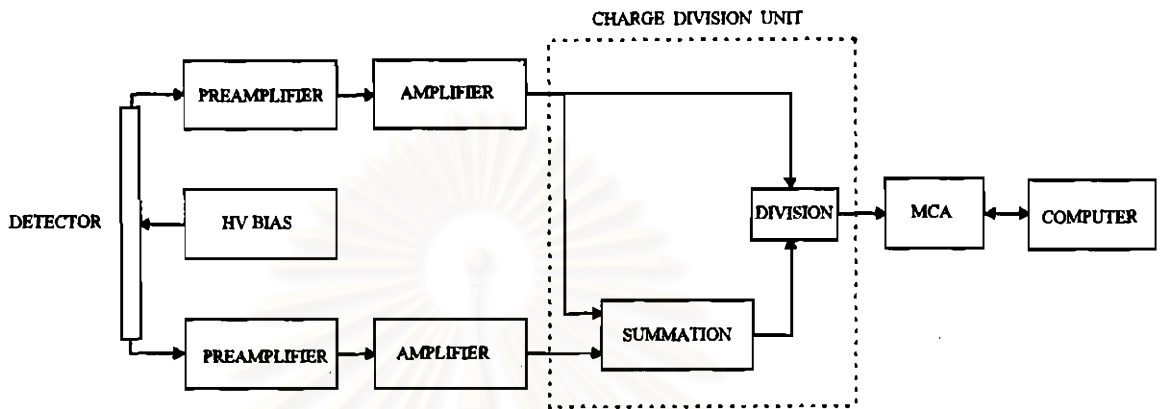 CHARGE DIVISION UNIT
PREAMPLIFIER
AMPLIFIER
DETECTOR
HV BIAS
DIVISION
MCA
COMPUTER
SUMMATION
PREAMPLIFIER
AMPLIFIER